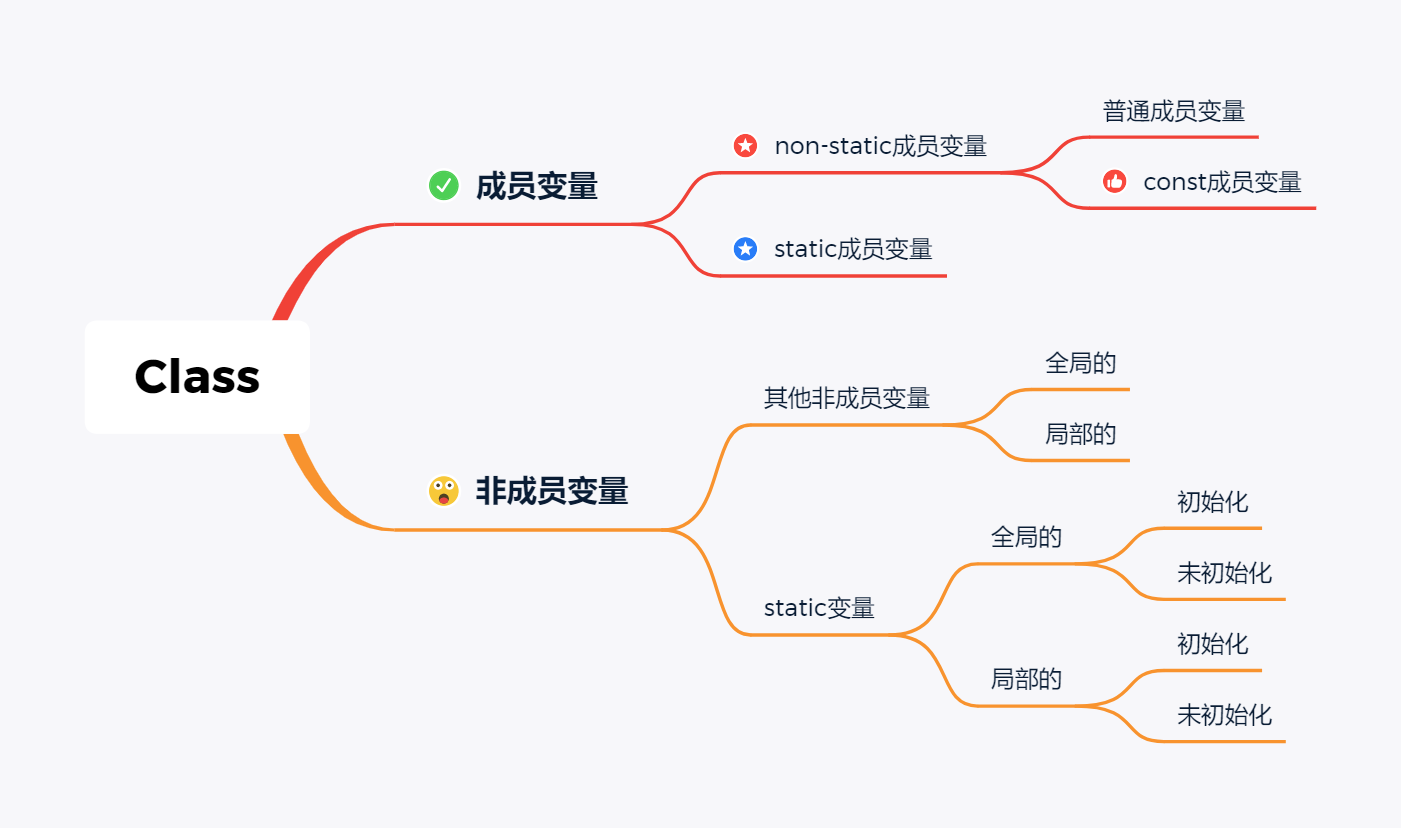 Class
成员变量
non-static成员变量
普通成员变量
const成员变量
static成员变量
非成员变量
其他非成员变量
全局的
局部的
static变量
全局的
初始化
未初始化
局部的
初始化
未初始化